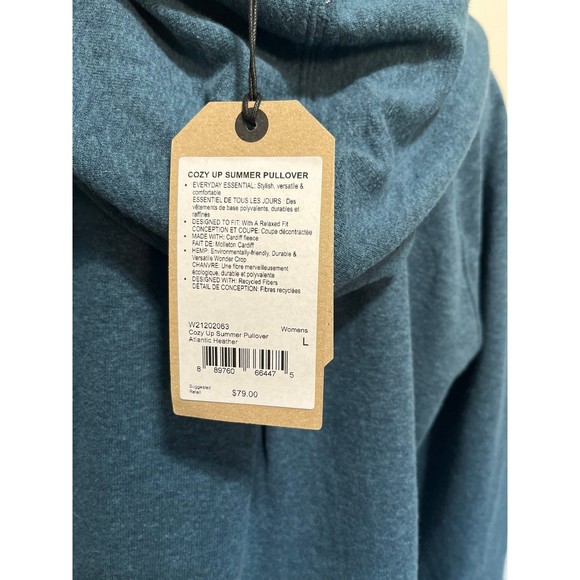 COZY UP SUMMER PULLOVER
• EVERYDAY ESSENTIAL: Stylish, versatile &
comfortable
ESSENTIEL DE TOUS LES JOURS : Des
vêtements de base polyvalents, durables et
raffinés
• DESIGNED TO FIT: With A Relaxed Fit
CONCEPTION ET COUPE: Coupe décontractée
• MADE WITH: Cardiff fleece
FAIT DE: Molleton Cardiff
• HEMP: Environmentally-friendly, Durable &
Versatile Wonder Crop
CHANVRE: Une fibre merveilleusement
écologique, durable et polyvalente
• DESIGNED WITH: Recycled Fibers
DÉTAIL DE CONCEPTION: Fibres recyclées
W21202063 Womens
Cozy Up Summer Pullover L
Atlantic Heather
8 89760 66447 5
Suggested
Retail $79.00